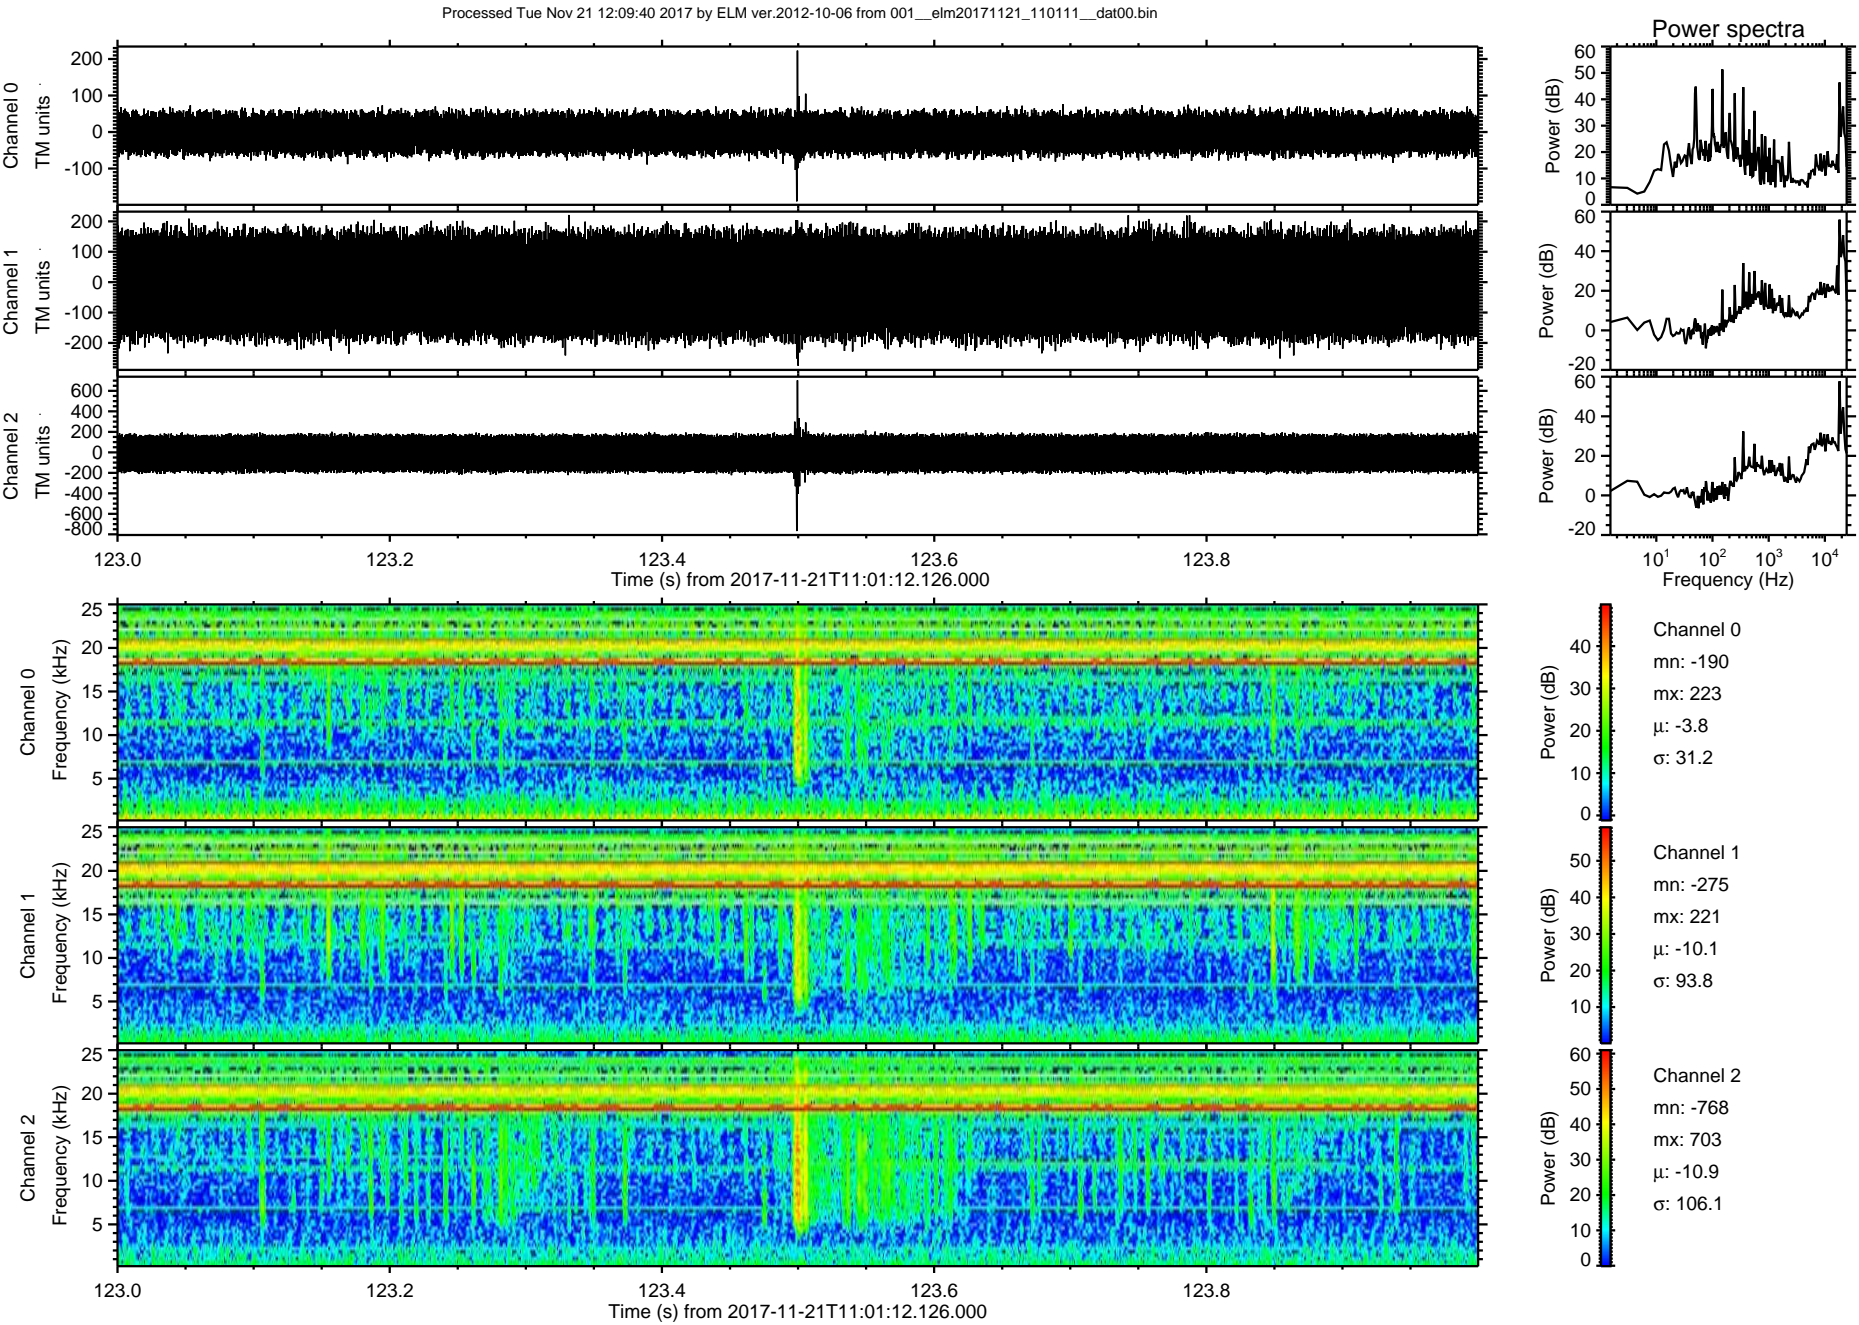 Processed Tue Nov 21 12:09:40 2017 by ELM ver.2012-10-06 from 001__elm20171121_110111__dat00.bin
Power spectra
Channel 0
TM units
200
100
0
-100
Power (dB)
60
50
40
30
20
10
0
Channel 1
TM units
200
100
0
-100
-200
Power (dB)
60
40
20
0
-20
Channel 2
TM units
600
400
200
0
-200
-400
-600
-800
Power (dB)
60
40
20
0
-20
123.0 123.2 123.4 123.6 123.8
Time (s) from 2017-11-21T11:01:12.126.000
10^1 10^2 10^3 10^4
Frequency (Hz)
Channel 0
Frequency (kHz)
25
20
15
10
5
Power (dB)
40
30
20
10
0
Channel 0
mn: -190
mx: 223
μ: -3.8
σ: 31.2
Channel 1
Frequency (kHz)
25
20
15
10
5
Power (dB)
50
40
30
20
10
Channel 1
mn: -275
mx: 221
μ: -10.1
σ: 93.8
Channel 2
Frequency (kHz)
25
20
15
10
5
Power (dB)
60
50
40
30
20
10
0
Channel 2
mn: -768
mx: 703
μ: -10.9
σ: 106.1
123.0 123.2 123.4 123.6 123.8
Time (s) from 2017-11-21T11:01:12.126.000